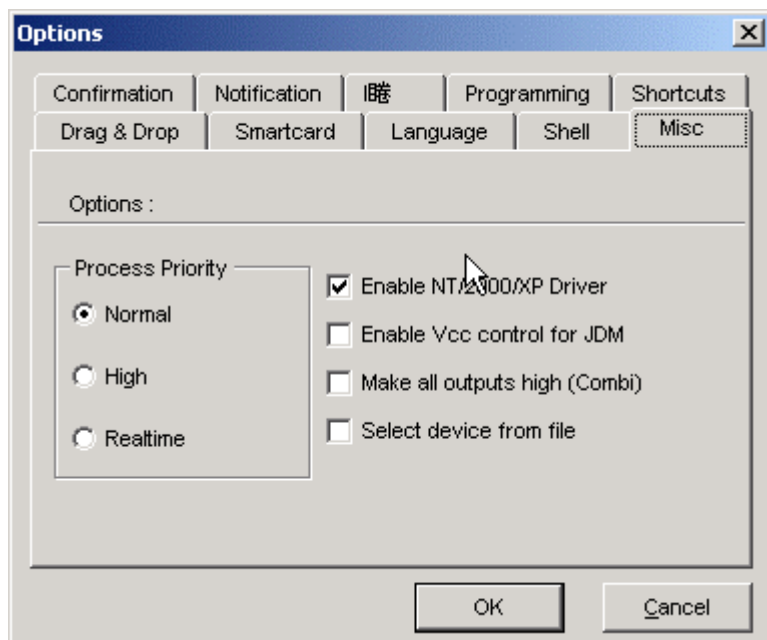 Options
Confirmation Notification I睠 Programming Shortcuts
Drag & Drop Smartcard Language Shell Misc
Options :
Process Priority
Normal
High
Realtime
Enable NT/2000/XP Driver
Enable Vcc control for JDM
Make all outputs high (Combi)
Select device from file
OK Cancel